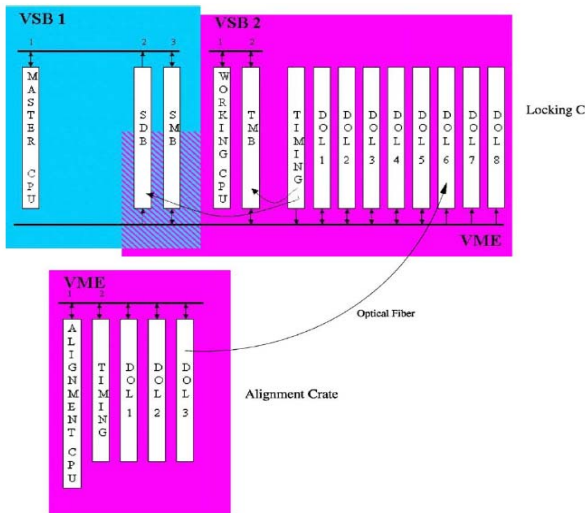 VSB 1
VSB 2
1
2
3
1
2
MASTER CPU
SDB
SMB
WORKING CPU
TMB
TIMING
DOL 1
DOL 2
DOL 3
DOL 4
DOL 5
DOL 6
DOL 7
DOL 8
Locking C
VME
VME
1
2
ALIGNMENT CPU
TIMING
DOL 1
DOL 2
DOL 3
Optical Fiber
Alignment Crate